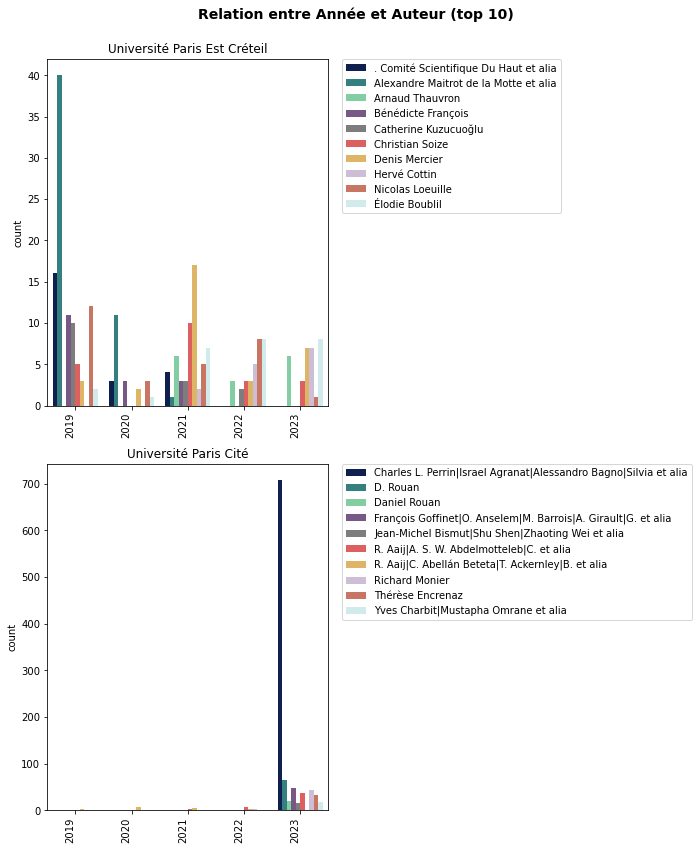 Relation entre Année et Auteur (top 10)
Université Paris Est Créteil
40
35
30
25
20
15
10
5
0
count
2019
2020
2021
2022
2023
. Comité Scientifique Du Haut et alia
Alexandre Maitrot de la Motte et alia
Arnaud Thauvron
Bénédicte François
Catherine Kuzucuoğlu
Christian Soize
Denis Mercier
Hervé Cottin
Nicolas Loeuille
Élodie Boublil
Université Paris Cité
700
600
500
400
300
200
100
0
count
2019
2020
2021
2022
2023
Charles L. Perrin|Israel Agranat|Alessandro Bagno|Silvia et alia
D. Rouan
Daniel Rouan
François Goffinet|O. Anselem|M. Barrois|A. Girault|G. et alia
Jean-Michel Bismut|Shu Shen|Zhaoting Wei et alia
R. Aaij|A. S. W. Abdelmotteleb|C. et alia
R. Aaij|C. Abellán Beteta|T. Ackernley|B. et alia
Richard Monier
Thérèse Encrenaz
Yves Charbit|Mustapha Omrane et alia